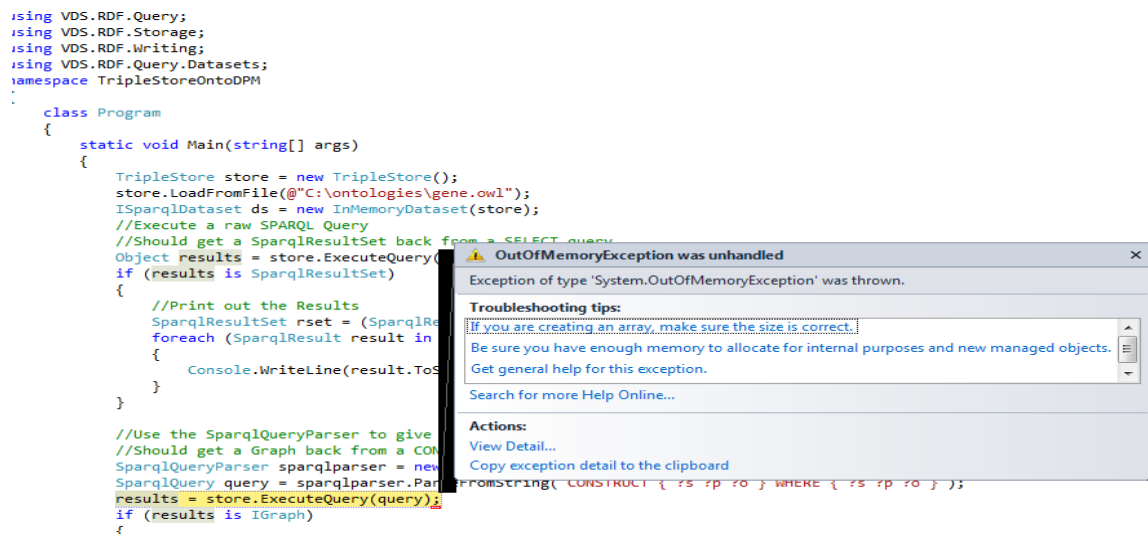 using VDS.RDF.Query;
using VDS.RDF.Storage;
using VDS.RDF.Writing;
using VDS.RDF.Query.Datasets;
namespace TripleStoreOntoDPM
class Program
{
static void Main(string[] args)
{
TripleStore store = new TripleStore();
store.LoadFromFile(@"C:\ontologies\gene.owl");
ISparqlDataset ds = new InMemoryDataset(store);
//Execute a raw SPARQL Query
//Should get a SparqlResultSet back from a SELECT query
Object results = store.ExecuteQuery(
if (results is SparqlResultSet)
{
//Print out the Results
SparqlResultSet rset = (SparqlRe
foreach (SparqlResult result in
{
Console.WriteLine(result.ToS
}
}
//Use the SparqlQueryParser to give
//Should get a Graph back from a CON
SparqlQueryParser sparqlparser = new
SparqlQuery query = sparqlparser.ParseFromString("CONSTRUCT { ?s ?p ?o } WHERE { ?s ?p ?o }");
results = store.ExecuteQuery(query);
if (results is IGraph)
{
OutOfMemoryException was unhandled
Exception of type 'System.OutOfMemoryException' was thrown.
Troubleshooting tips:
If you are creating an array, make sure the size is correct.
Be sure you have enough memory to allocate for internal purposes and new managed objects.
Get general help for this exception.
Search for more Help Online...
Actions:
View Detail...
Copy exception detail to the clipboard